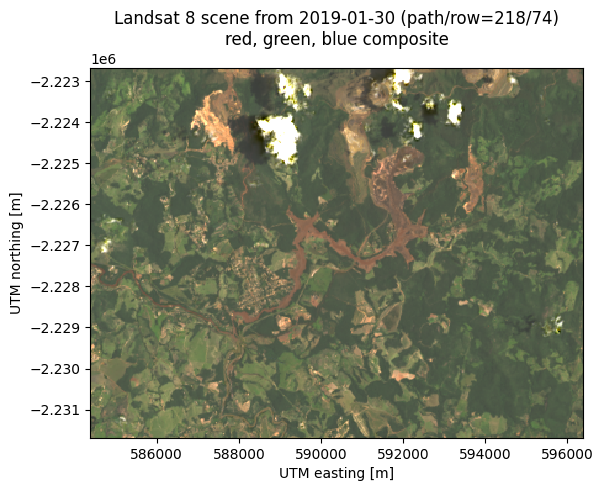 Landsat 8 scene from 2019-01-30 (path/row=218/74)
red, green, blue composite
1e6
−2.223
−2.224
−2.225
−2.226
−2.227
−2.228
−2.229
−2.230
−2.231
UTM northing [m]
586000 588000 590000 592000 594000 596000
UTM easting [m]